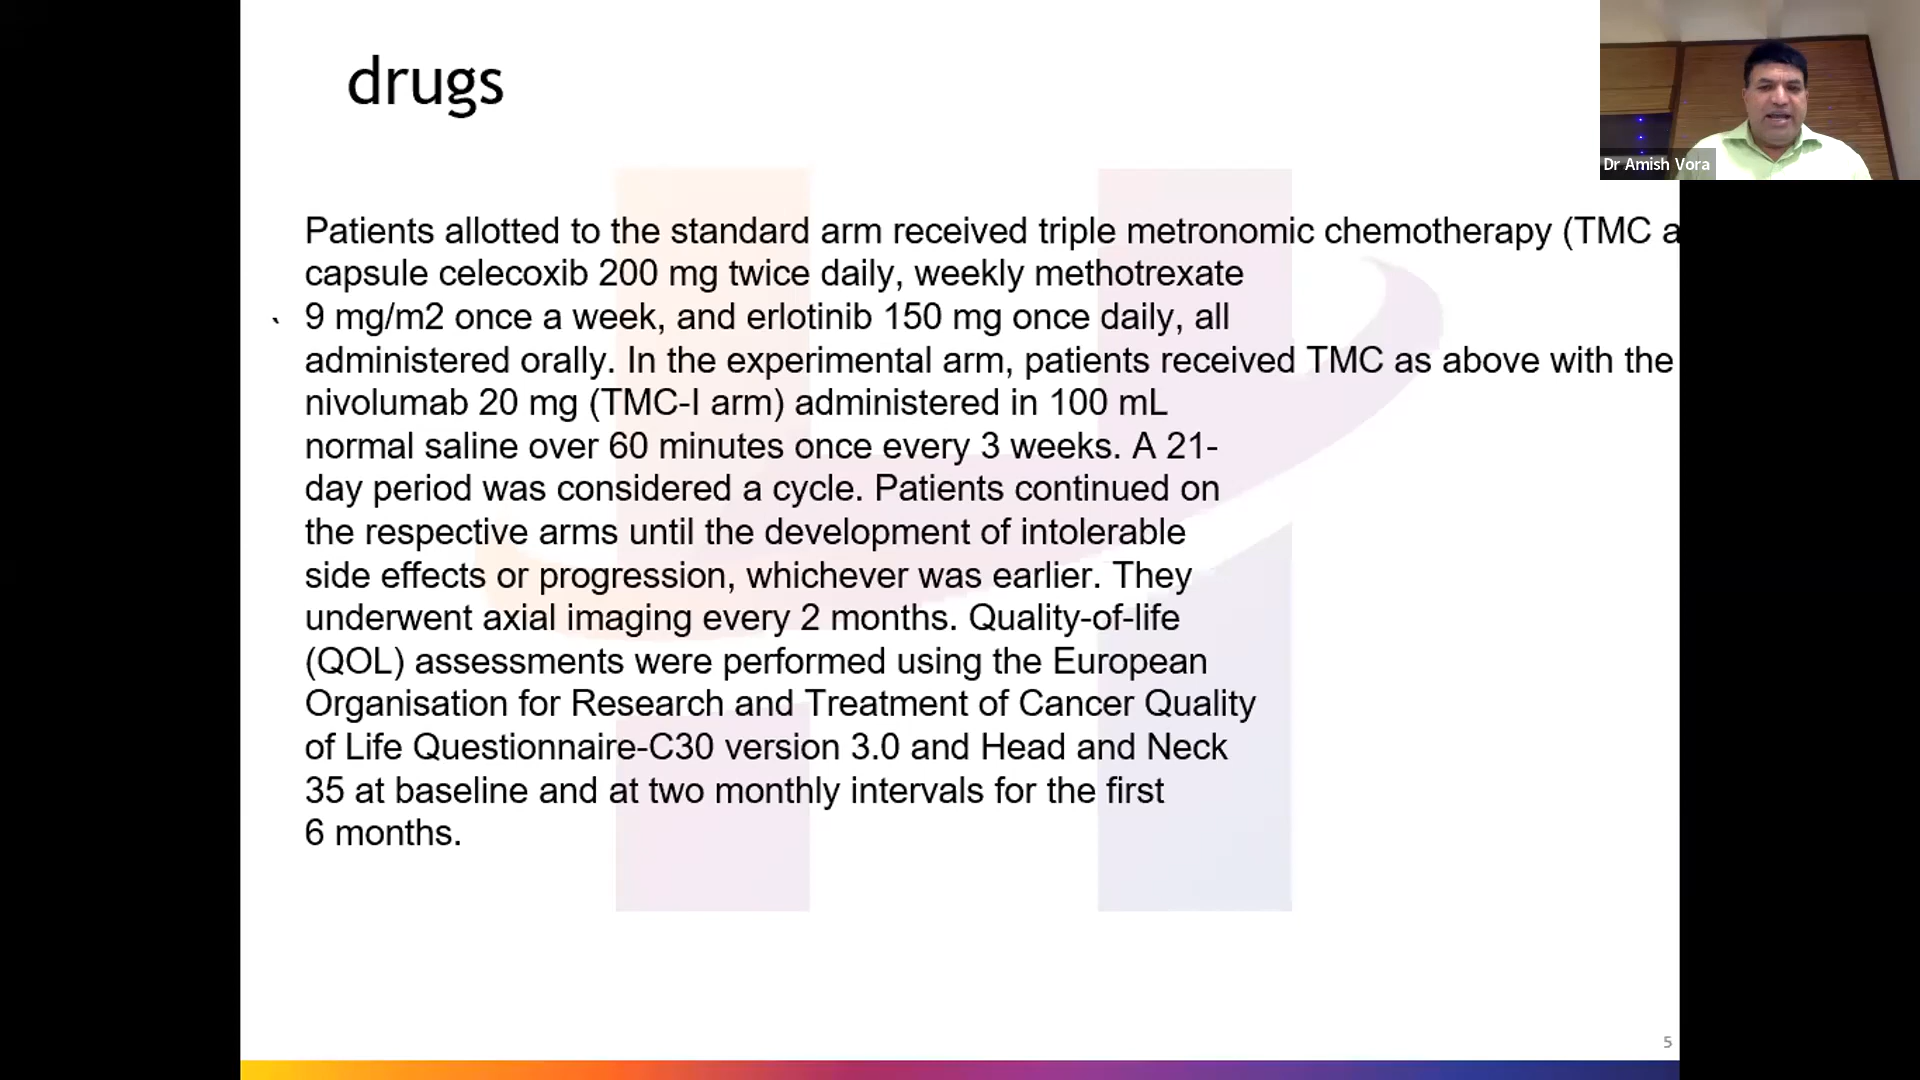 drugs
Dr Amish Vora
Patients allotted to the standard arm received triple metronomic chemotherapy (TMC a
capsule celecoxib 200 mg twice daily, weekly methotrexate
9 mg/m2 once a week, and erlotinib 150 mg once daily, all
administered orally. In the experimental arm, patients received TMC as above with the
nivolumab 20 mg (TMC-I arm) administered in 100 mL
normal saline over 60 minutes once every 3 weeks. A 21-
day period was considered a cycle. Patients continued on
the respective arms until the development of intolerable
side effects or progression, whichever was earlier. They
underwent axial imaging every 2 months. Quality-of-life
(QOL) assessments were performed using the European
Organisation for Research and Treatment of Cancer Quality
of Life Questionnaire-C30 version 3.0 and Head and Neck
35 at baseline and at two monthly intervals for the first
6 months.
5